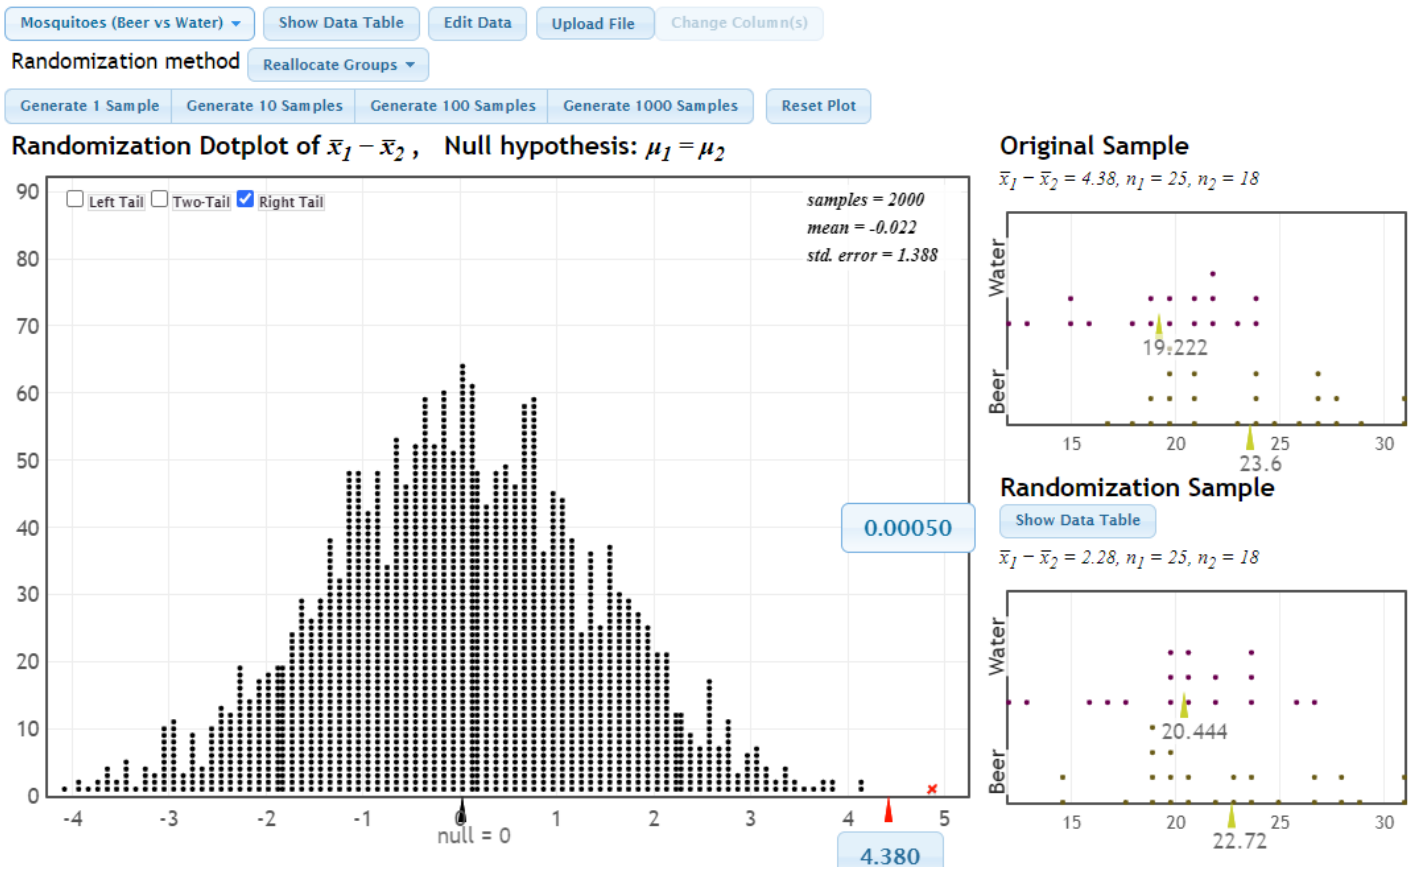 Mosquitoes (Beer vs Water) Show Data Table Edit Data Upload File Change Column(s)
Randomization method Reallocate Groups
Generate 1 Sample Generate 10 Samples Generate 100 Samples Generate 1000 Samples Reset Plot
Randomization Dotplot of x̄₁ − x̄₂ , Null hypothesis: μ₁ = μ₂
Left Tail Two-Tail Right Tail
samples = 2000
mean = -0.022
std. error = 1.388
90
80
70
60
50
40
30
20
10
0
0.00050
-4 -3 -2 -1 0 1 2 3 4 5
null = 0
4.380
Original Sample
x̄₁ − x̄₂ = 4.38, n₁ = 25, n₂ = 18
Water
19.222
Beer
15 20 25 30
23.6
Randomization Sample
Show Data Table
x̄₁ − x̄₂ = 2.28, n₁ = 25, n₂ = 18
Water
20.444
Beer
15 20 25 30
22.72